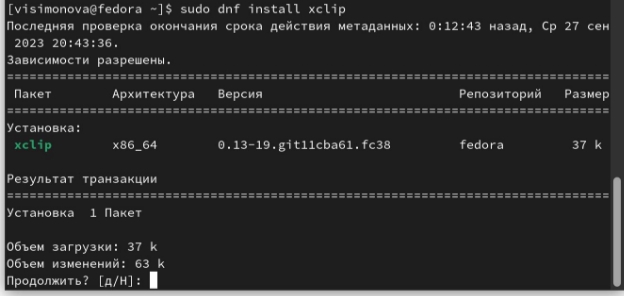 [visimonova@fedora ~]$ sudo dnf install xclip
Последняя проверка окончания срока действия метаданных: 0:12:43 назад, Ср 27 сен
2023 20:43:36.
Зависимости разрешены.
================================================================================
Пакет Архитектура Версия Репозиторий Размер
================================================================================
Установка:
xclip x86_64 0.13-19.git11cba61.fc38 fedora 37 k

Результат транзакции
================================================================================
Установка 1 Пакет

Объем загрузки: 37 k
Объем изменений: 63 k
Продолжить? [д/Н]: